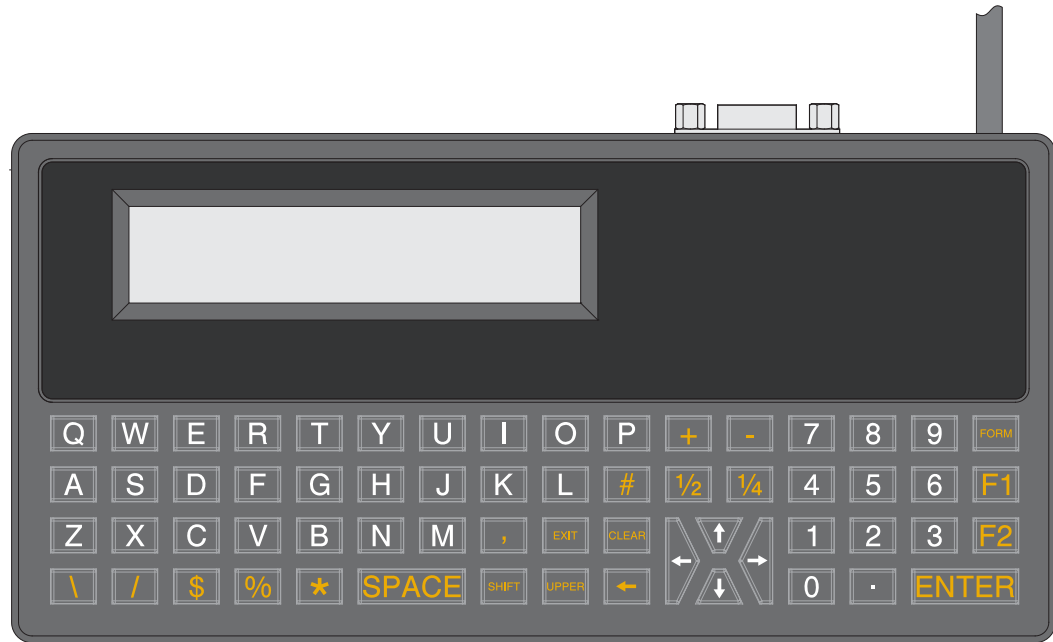 Q W E R T Y U I O P + - 7 8 9 FORM
A S D F G H J K L # ½ ¼ 4 5 6 F1
Z X C V B N M , EXIT CLEAR ↑ 1 2 3 F2
← →
\ / $ % * SPACE SHIFT UPPER ← ↓ 0 . ENTER